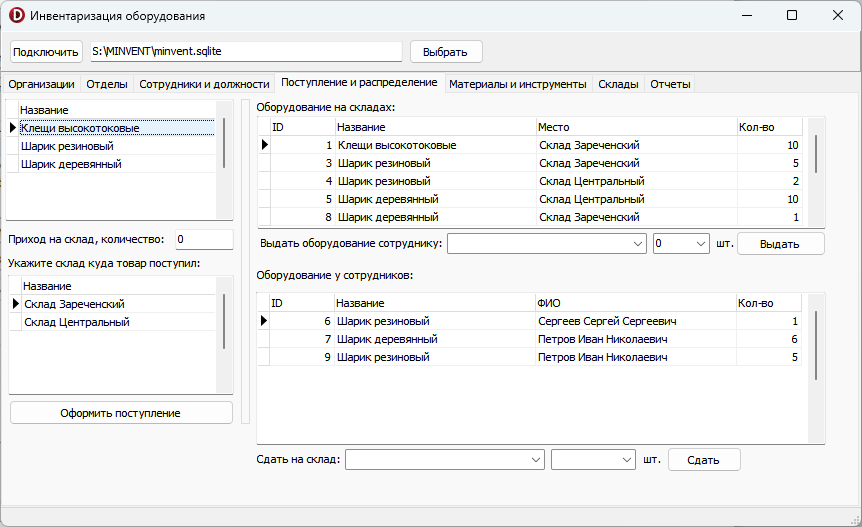 Инвентаризация оборудования
Подключить S:\MINVENT\minvent.sqlite Выбрать
Организации Отделы Сотрудники и должности Поступление и распределение Материалы и инструменты Склады Отчеты
Название
Клещи высокотоковые
Шарик резиновый
Шарик деревянный
Приход на склад, количество: 0
Укажите склад куда товар поступил:
Название
Склад Зареченский
Склад Центральный
Оформить поступление
Оборудование на складах:
ID Название Место Кол-во
1 Клещи высокотоковые Склад Зареченский 10
3 Шарик резиновый Склад Зареченский 5
4 Шарик резиновый Склад Центральный 2
5 Шарик деревянный Склад Центральный 10
8 Шарик деревянный Склад Зареченский 1
Выдать оборудование сотруднику: 0 шт. Выдать
Оборудование у сотрудников:
ID Название ФИО Кол-во
6 Шарик резиновый Сергеев Сергей Сергеевич 1
7 Шарик деревянный Петров Иван Николаевич 6
9 Шарик резиновый Петров Иван Николаевич 5
Сдать на склад: шт. Сдать